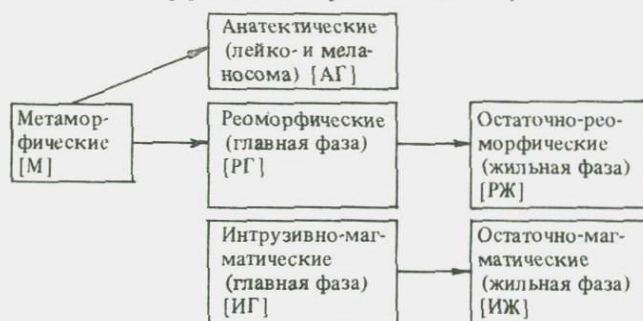 Анатектические
(лейко- и мела-
носома) [АГ]
Метамор-
фические
[М]
Реоморфические
(главная фаза)
[РГ]
Остаточно-рео-
морфические
(жильная фаза)
[РЖ]
Интрузивно-маг-
матические
(главная фаза)
[ИГ]
Остаточно-маг-
матические
(жильная фаза)
[ИЖ]